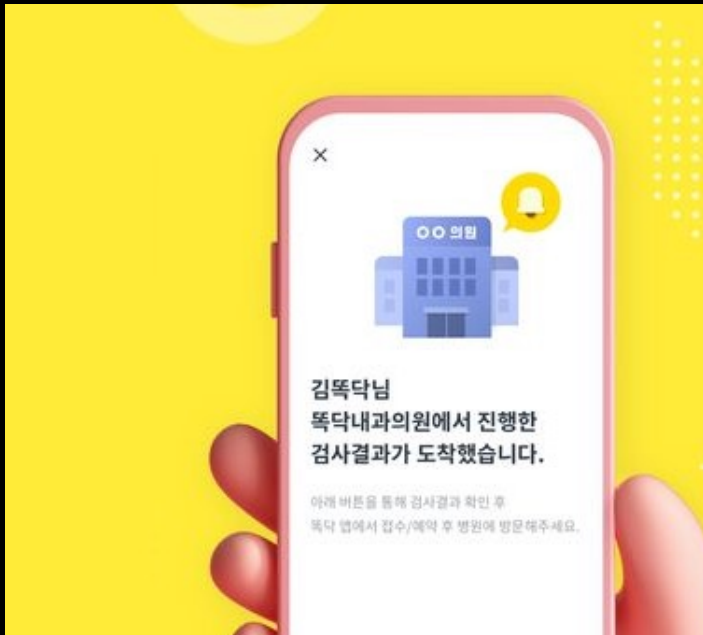 ○○ 의원
김똑닥님
똑닥내과의원에서 진행한
검사결과가 도착했습니다.
아래 버튼을 통해 검사결과 확인 후
똑닥 앱에서 접수/예약 후 병원에 방문해주세요.